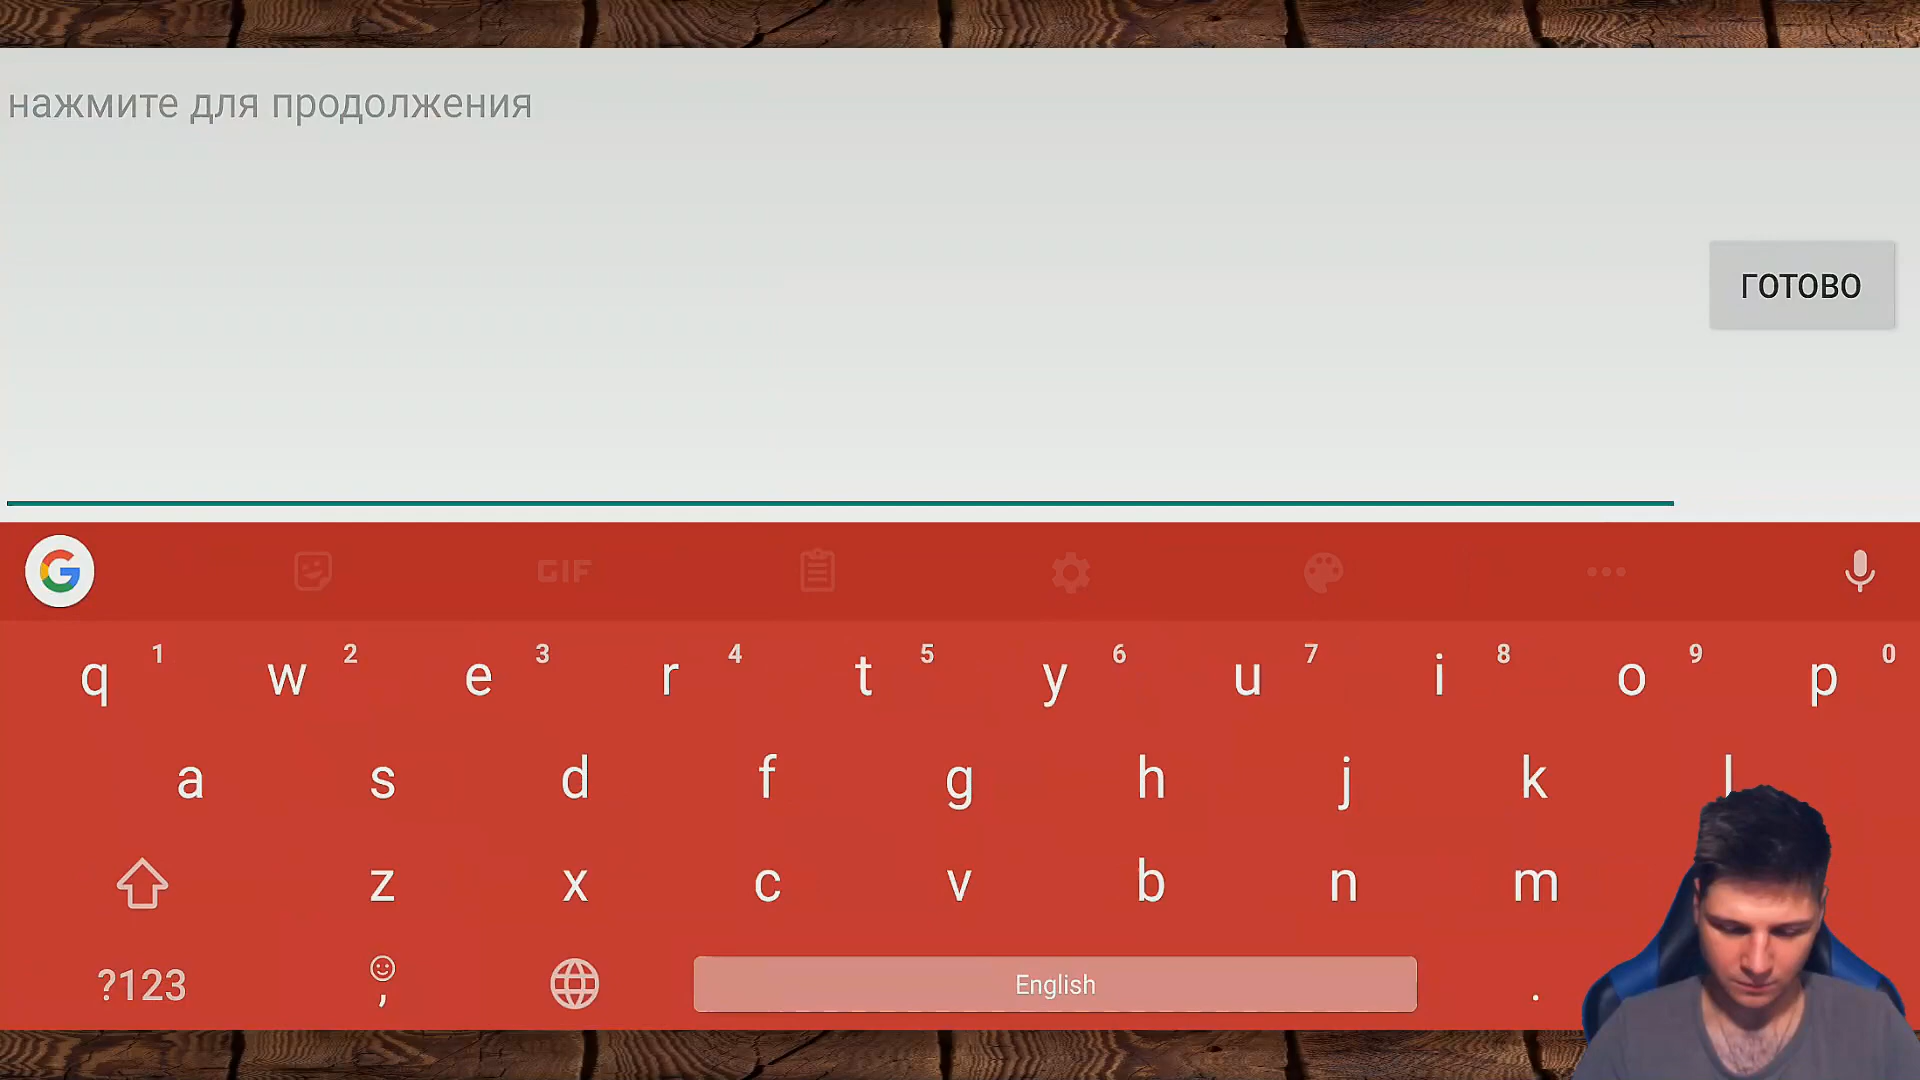 нажмите для продолжения
ГОТОВО
G GIF
q 1 w 2 e 3 r 4 t 5 y 6 u 7 i 8 o 9 p 0
a s d f g h j k l
z x c v b n m
?123 , English .